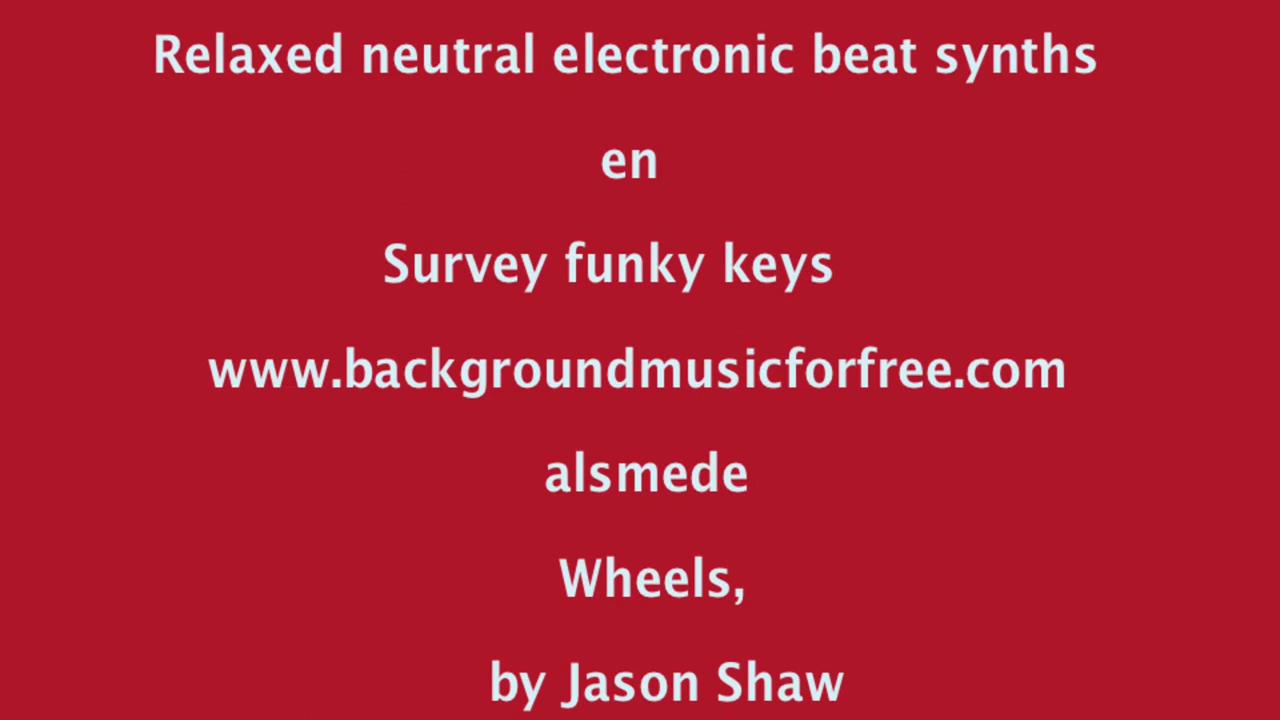 Relaxed neutral electronic beat synths
en
Survey funky keys
www.backgroundmusicforfree.com
alsmede
Wheels,
by Jason Shaw